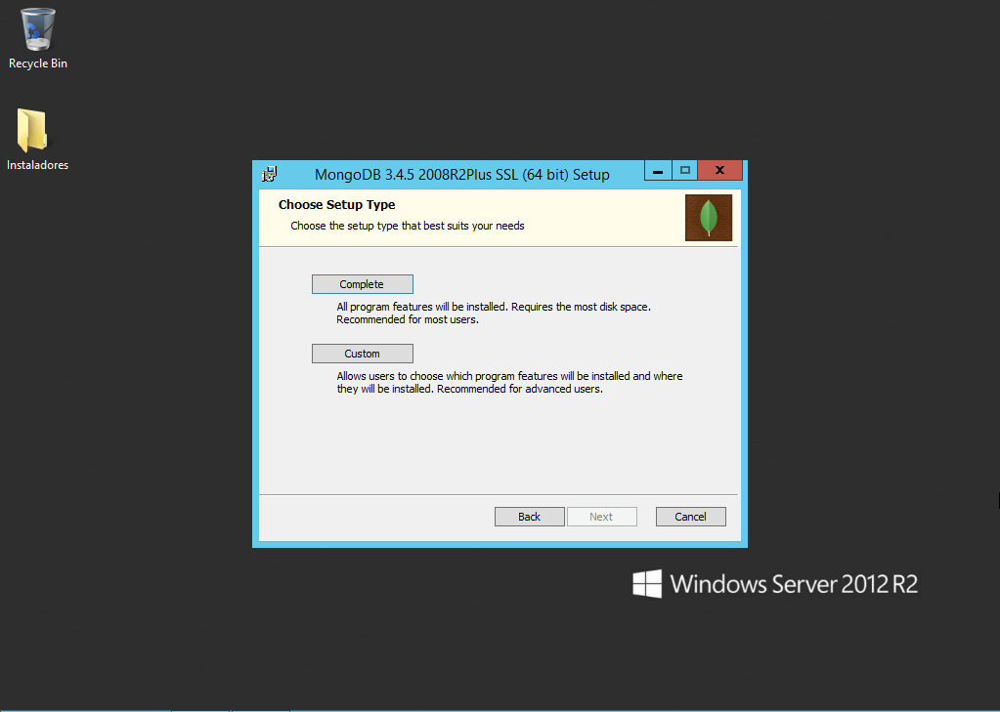 Recycle Bin
Instaladores
MongoDB 3.4.5 2008R2Plus SSL (64 bit) Setup
Choose Setup Type
Choose the setup type that best suits your needs
Complete
All program features will be installed. Requires the most disk space.
Recommended for most users.
Custom
Allows users to choose which program features will be installed and where
they will be installed. Recommended for advanced users.
Back
Next
Cancel
Windows Server 2012 R2